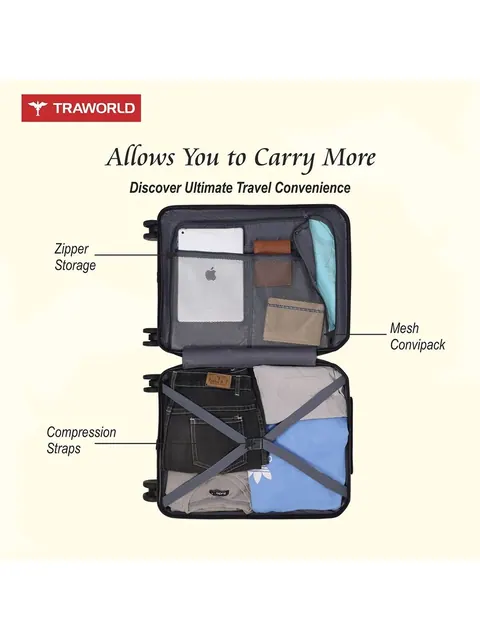 TRAWORLD
Allows You to Carry More
Discover Ultimate Travel Convenience
Zipper
Storage
Mesh
Convipack
Compression
Straps